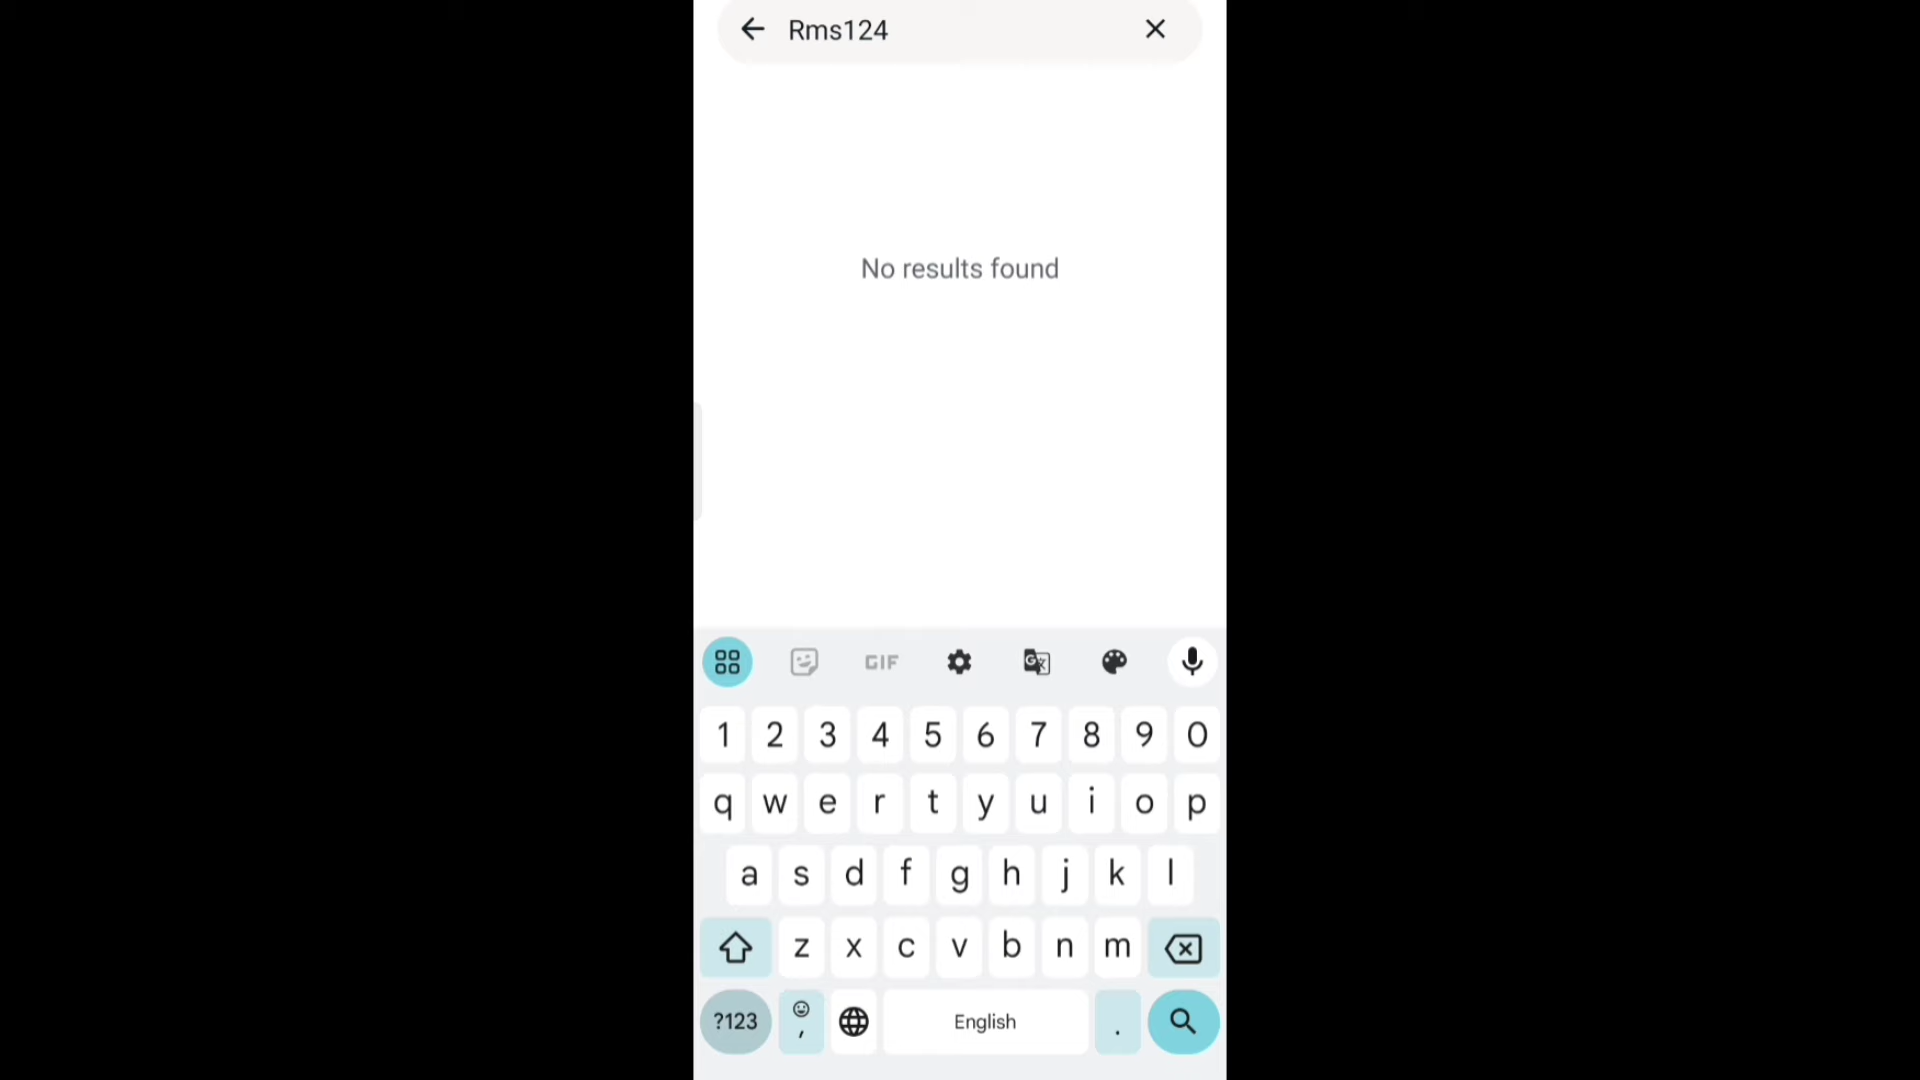 Rms124
No results found
GIF
1 2 3 4 5 6 7 8 9 0
q w e r t y u i o p
a s d f g h j k l
z x c v b n m
?123 , English .